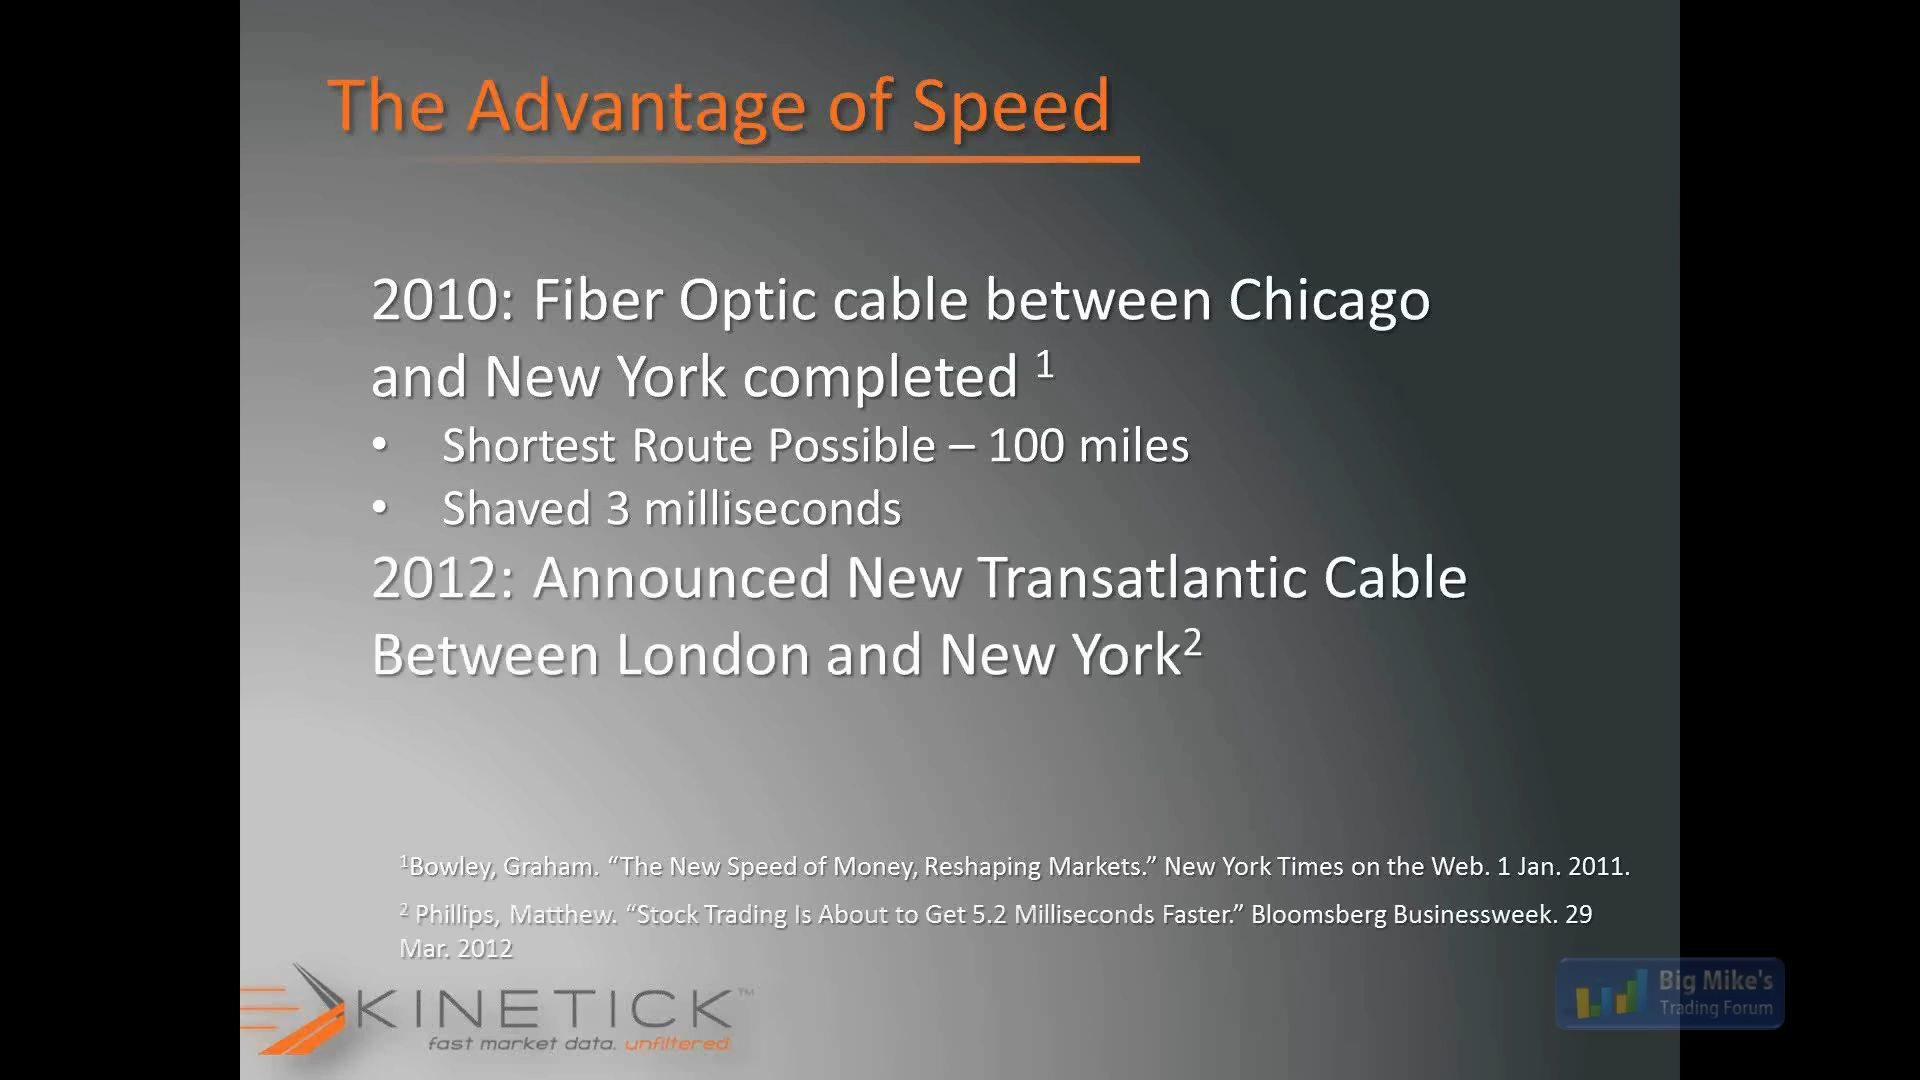 The Advantage of Speed
2010: Fiber Optic cable between Chicago
and New York completed ¹
• Shortest Route Possible – 100 miles
• Shaved 3 milliseconds
2012: Announced New Transatlantic Cable
Between London and New York²
¹Bowley, Graham. “The New Speed of Money, Reshaping Markets.” New York Times on the Web. 1 Jan. 2011.
² Phillips, Matthew. “Stock Trading Is About to Get 5.2 Milliseconds Faster.” Bloomsberg Businessweek. 29
Mar. 2012
KINETICK™
fast market data. unfiltered.
Big Mike's
Trading Forum